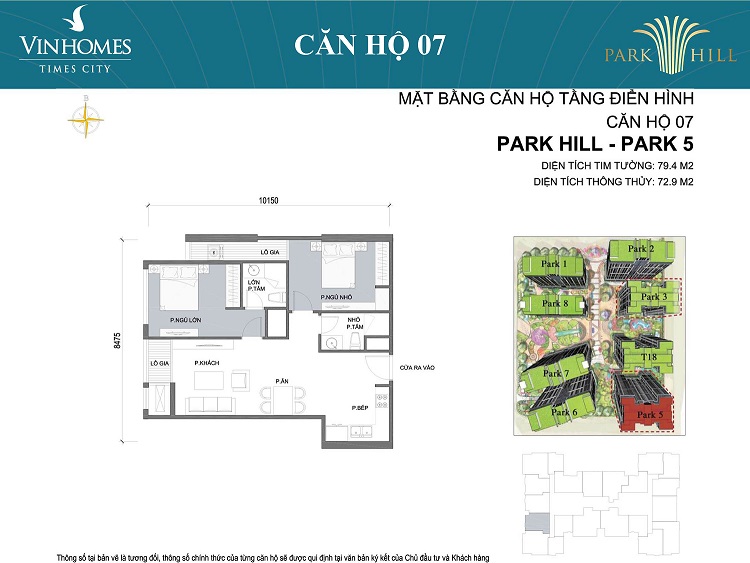 VINHOMES
TIMES CITY
CĂN HỘ 07
PARK HILL
B
MẶT BẰNG CĂN HỘ TẦNG ĐIỂN HÌNH
CĂN HỘ 07
PARK HILL - PARK 5
DIỆN TÍCH TIM TƯỜNG: 79.4 M2
DIỆN TÍCH THÔNG THỦY: 72.9 M2
10150
8475
LÔ GIA
LỚN
P.TẮM
P.NGỦ NHỎ
P.NGỦ LỚN
NHỎ
P.TẮM
LÔ GIA
P.KHÁCH
CỬA RA VÀO
P.ĂN
P.BẾP
Park 2
Park 1
Park 3
Park 8
T18
Park 7
Park 6
Park 5
Thông số tại bản vẽ là tương đối, thông số chính thức của từng căn hộ sẽ được qui định tại văn bản ký kết của Chủ đầu tư và Khách hàng